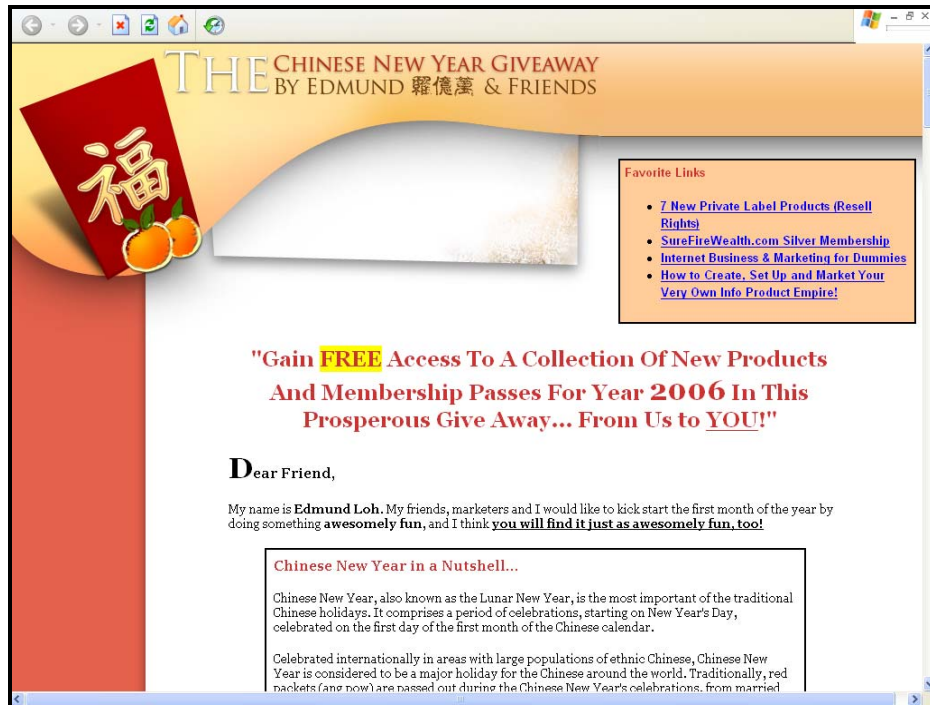 THE CHINESE NEW YEAR GIVEAWAY
BY EDMUND 羅億萬 & FRIENDS
福
Favorite Links
• 7 New Private Label Products (Resell
Rights)
• SureFireWealth.com Silver Membership
• Internet Business & Marketing for Dummies
• How to Create, Set Up and Market Your
Very Own Info Product Empire!
"Gain FREE Access To A Collection Of New Products
And Membership Passes For Year 2006 In This
Prosperous Give Away... From Us to YOU!"
Dear Friend,
My name is Edmund Loh. My friends, marketers and I would like to kick start the first month of the year by
doing something awesomely fun, and I think you will find it just as awesomely fun, too!
Chinese New Year in a Nutshell...
Chinese New Year, also known as the Lunar New Year, is the most important of the traditional
Chinese holidays. It comprises a period of celebrations, starting on New Year's Day,
celebrated on the first day of the first month of the Chinese calendar.
Celebrated internationally in areas with large populations of ethnic Chinese, Chinese New
Year is considered to be a major holiday for the Chinese around the world. Traditionally, red
packets (ang pow) are passed out during the Chinese New Year's celebrations, from married